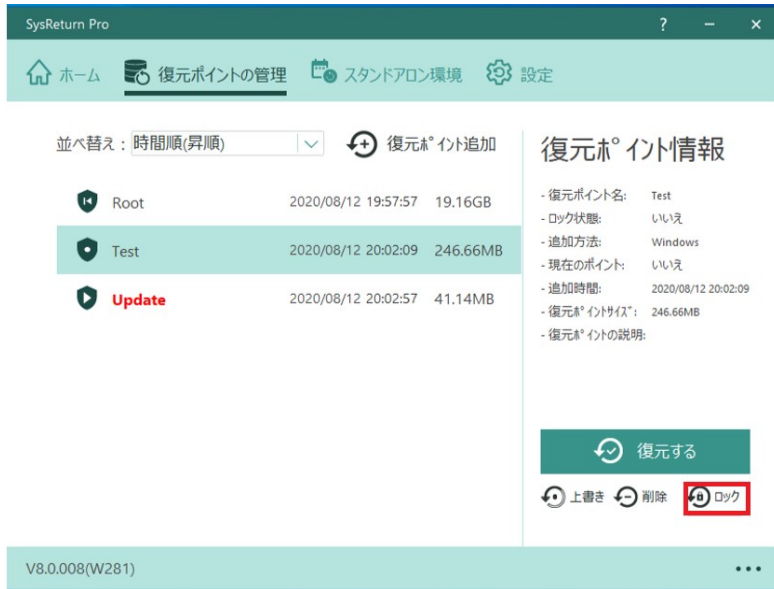 SysReturn Pro
ホーム 復元ポイントの管理 スタンドアロン環境 設定
並べ替え：時間順(昇順) 復元ﾎﾟｲﾝﾄ追加
Root 2020/08/12 19:57:57 19.16GB
Test 2020/08/12 20:02:09 246.66MB
Update 2020/08/12 20:02:57 41.14MB
復元ﾎﾟｲﾝﾄ情報
- 復元ポイント名: Test
- ロック状態: いいえ
- 追加方法: Windows
- 現在のポイント: いいえ
- 追加時間: 2020/08/12 20:02:09
- 復元ﾎﾟｲﾝﾄｻｲｽﾞ: 246.66MB
- 復元ﾎﾟｲﾝﾄの説明:
復元する
上書き 削除 ロック
V8.0.008(W281)